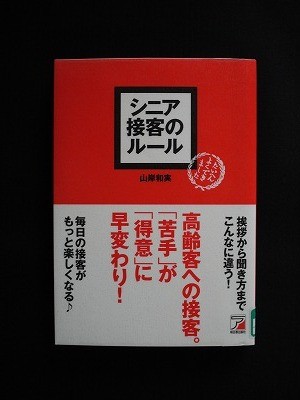 シニア
接客の
ルール
山岸和実
挨拶から聞き方まで
こんなに違う!
高齢客への接客。
「苦手」が
「得意」に
早変わり!
毎日の接客が
もっと楽しくなる♪